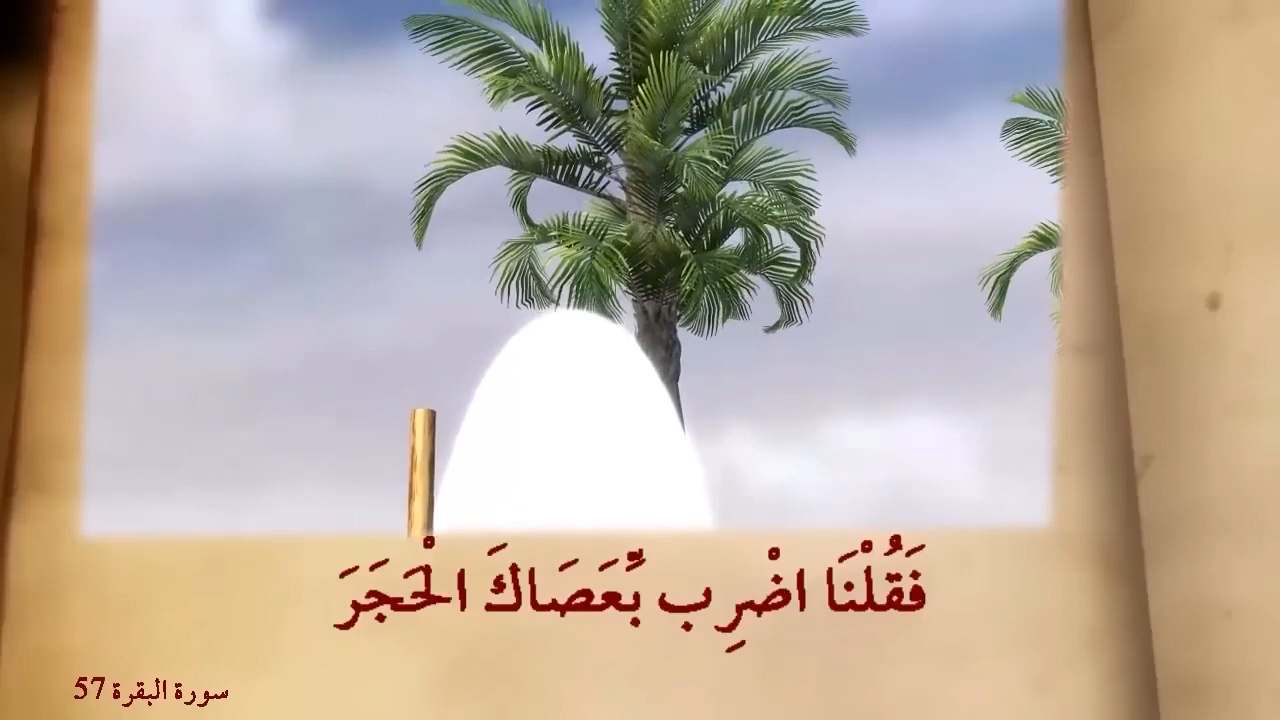 فَقُلْنَا اضْرِب بِّعَصَاكَ الْحَجَرَ
سورة البقرة 57